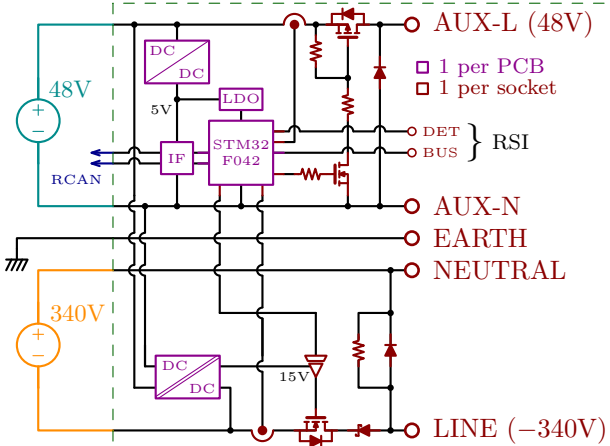 AUX-L (48V)
DC
DC
1 per PCB
1 per socket
48V
5V
LDO
STM32
F042
DET
BUS
RSI
IF
RCAN
AUX-N
EARTH
NEUTRAL
340V
DC
DC
15V
LINE (−340V)